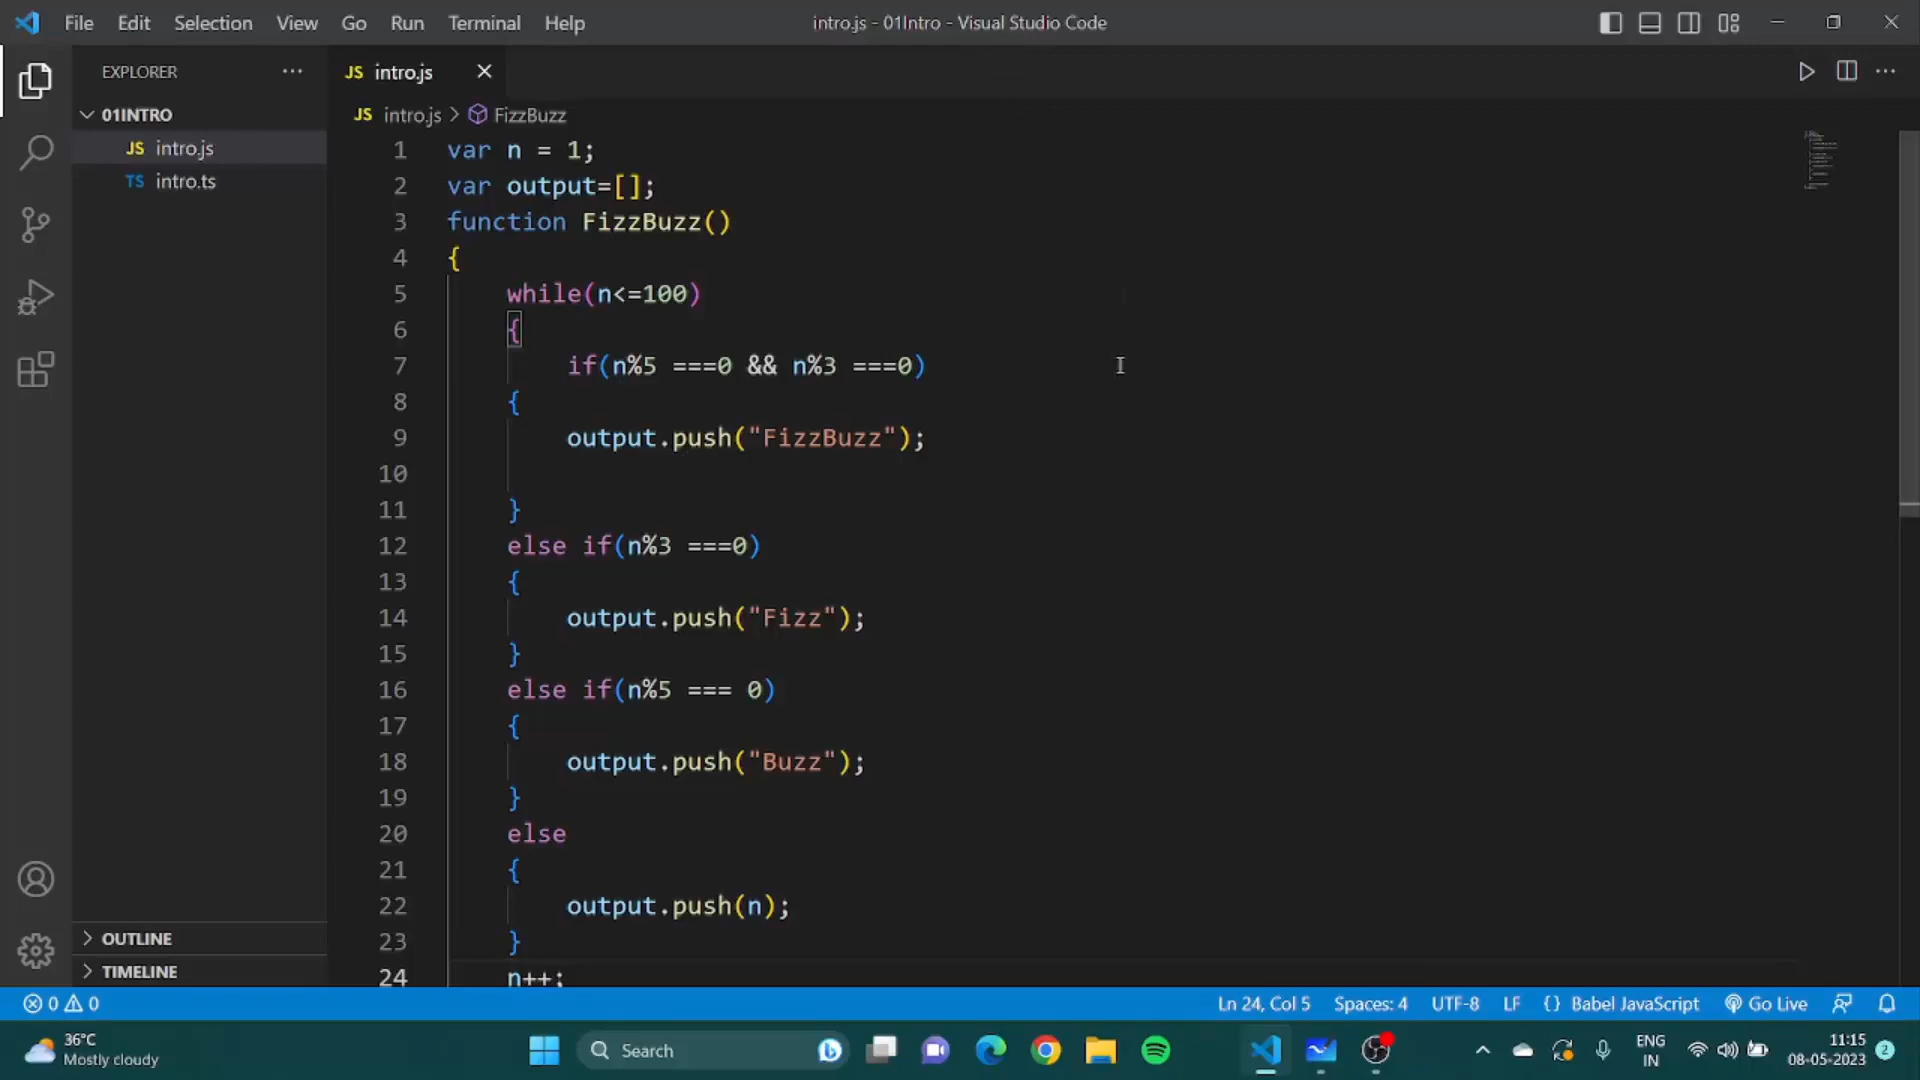 File Edit Selection View Go Run Terminal Help intro.js - 01Intro - Visual Studio Code
EXPLORER
JS intro.js
01INTRO
JS intro.js > FizzBuzz
JS intro.js
TS intro.ts
1 var n = 1;
2 var output=[];
3 function FizzBuzz()
4 {
5 while(n<=100)
6 {
7 if(n%5 ===0 && n%3 ===0)
8 {
9 output.push("FizzBuzz");
10
11 }
12 else if(n%3 ===0)
13 {
14 output.push("Fizz");
15 }
16 else if(n%5 === 0)
17 {
18 output.push("Buzz");
19 }
20 else
21 {
22 output.push(n);
23 }
24 n++;
OUTLINE
TIMELINE
0 0 Ln 24, Col 5 Spaces: 4 UTF-8 LF {} Babel JavaScript Go Live
36°C
Mostly cloudy
Search
ENG
IN
11:15
08-05-2023
2